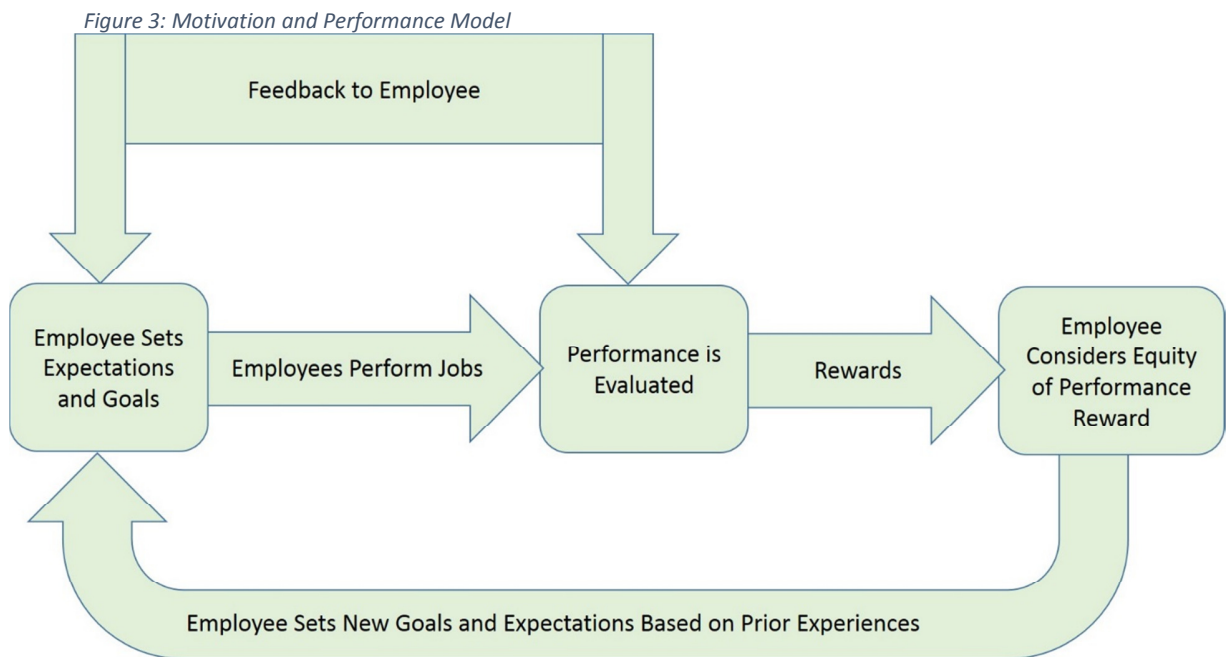 Figure 3: Motivation and Performance Model
Feedback to Employee
Employee Sets
Expectations
and Goals
Employees Perform Jobs
Performance is
Evaluated
Rewards
Employee
Considers Equity
of Performance
Reward
Employee Sets New Goals and Expectations Based on Prior Experiences